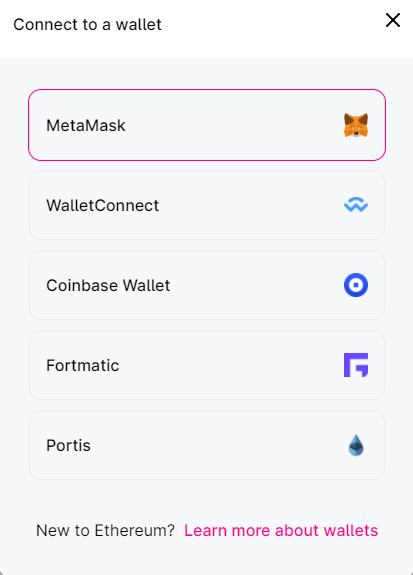 Connect to a wallet
MetaMask
WalletConnect
Coinbase Wallet
Fortmatic
Portis
New to Ethereum? Learn more about wallets